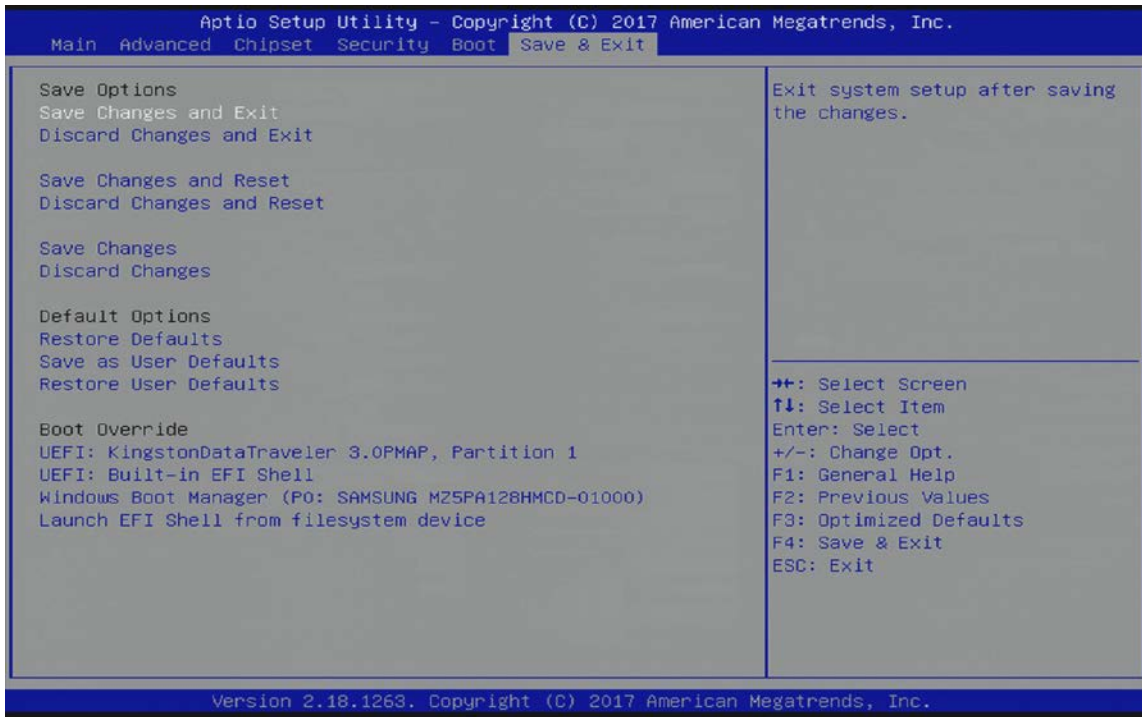 Aptio Setup Utility – Copyright (C) 2017 American Megatrends, Inc.
Main Advanced Chipset Security Boot Save & Exit
Save Options
Save Changes and Exit
Discard Changes and Exit
Save Changes and Reset
Discard Changes and Reset
Save Changes
Discard Changes
Default Options
Restore Defaults
Save as User Defaults
Restore User Defaults
Boot Override
UEFI: KingstonDataTraveler 3.0PMAP, Partition 1
UEFI: Built-in EFI Shell
Windows Boot Manager (P0: SAMSUNG MZ5PA128HMCD-01000)
Launch EFI Shell from filesystem device
Exit system setup after saving
the changes.
→←: Select Screen
↑↓: Select Item
Enter: Select
+/-: Change Opt.
F1: General Help
F2: Previous Values
F3: Optimized Defaults
F4: Save & Exit
ESC: Exit
Version 2.18.1263. Copyright (C) 2017 American Megatrends, Inc.